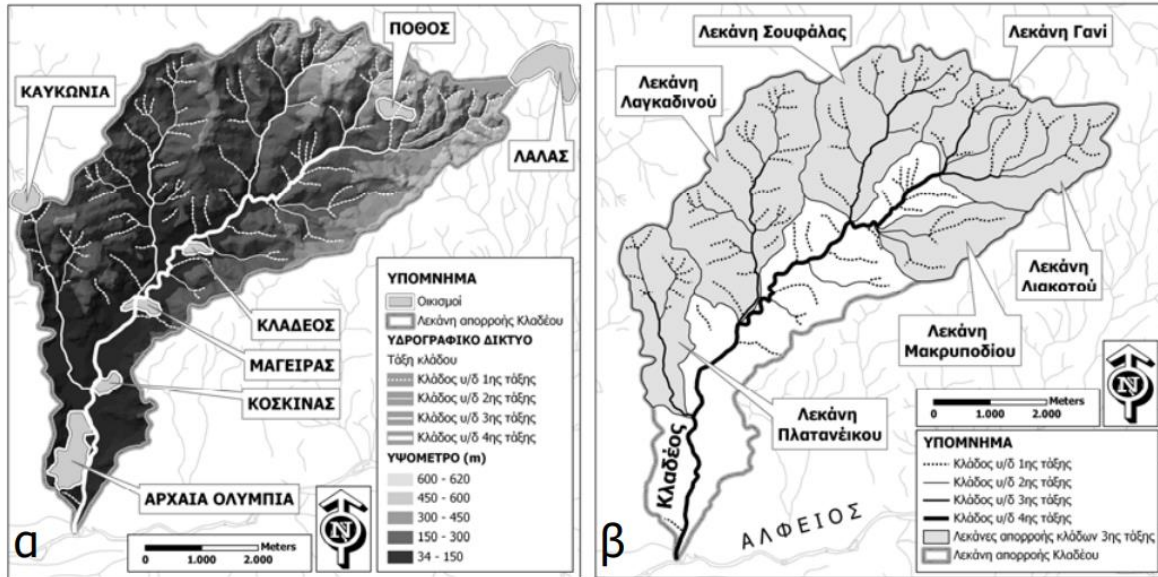 ΠΟΘΟΣ
ΚΑΥΚΩΝΙΑ
ΛΑΛΑΣ
ΥΠΟΜΝΗΜΑ
Οικισμοί
Λεκάνη απορροής Κλαδέου
ΥΔΡΟΓΡΑΦΙΚΟ ΔΙΚΤΥΟ
Τάξη κλάδου
Κλάδος υ/δ 1ης τάξης
Κλάδος υ/δ 2ης τάξης
Κλάδος υ/δ 3ης τάξης
Κλάδος υ/δ 4ης τάξης
ΥΨΟΜΕΤΡΟ (m)
600 - 620
450 - 600
300 - 450
150 - 300
34 - 150
ΚΛΑΔΕΟΣ
ΜΑΓΕΙΡΑΣ
ΚΟΣΚΙΝΑΣ
ΑΡΧΑΙΑ ΟΛΥΜΠΙΑ
N
Meters
0 1.000 2.000
α
Λεκάνη Σουφάλας
Λεκάνη Γανί
Λεκάνη
Λαγκαδινού
Λεκάνη
Λιακοτού
Λεκάνη
Μακρυποδίου
Λεκάνη
Πλατανέικου
Κλαδέος
ΑΛΦΕΙΟΣ
N
Meters
0 1.000 2.000
ΥΠΟΜΝΗΜΑ
Κλάδος υ/δ 1ης τάξης
Κλάδος υ/δ 2ης τάξης
Κλάδος υ/δ 3ης τάξης
Κλάδος υ/δ 4ης τάξης
Λεκάνες απορροής κλάδων 3ης τάξης
Λεκάνη απορροής Κλαδέου
β